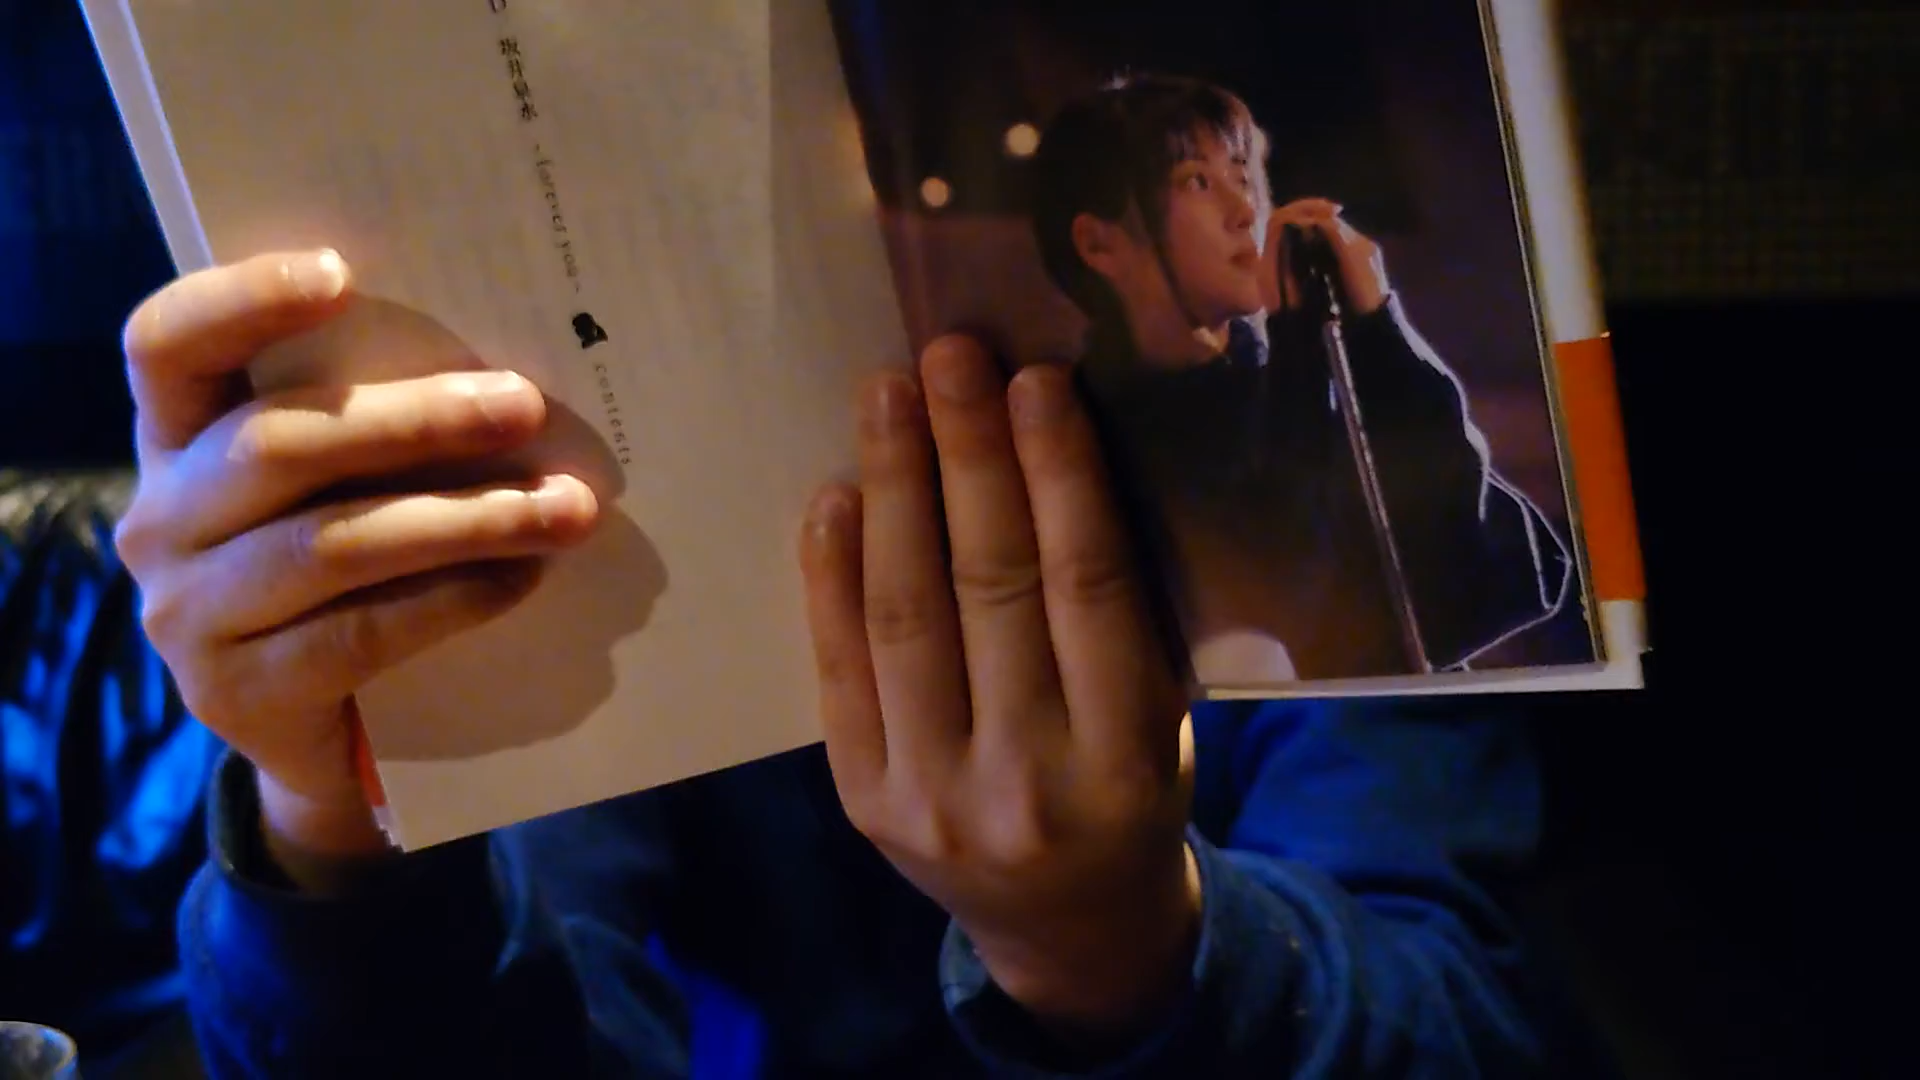 D 坂井泉水 -forever you- contents